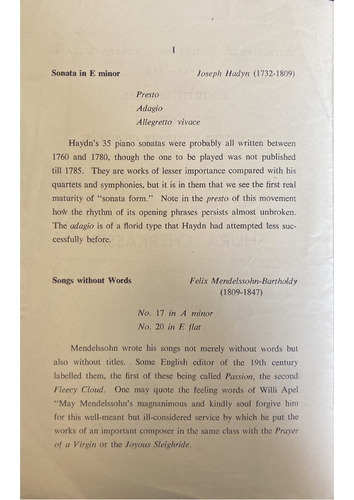 I
Sonata in E minor Joseph Hadyn (1732-1809)
Presto
Adagio
Allegretto vivace
Haydn's 35 piano sonatas were probably all written between
1760 and 1780, though the one to be played was not published
till 1785. They are works of lesser importance compared with his
quartets and symphonies, but it is in them that we see the first real
maturity of "sonata form." Note in the presto of this movement
how the rhythm of its opening phrases persists almost unbroken.
The adagio is of a florid type that Haydn had attempted less suc-
cessfully before.
Songs without Words Felix Mendelssohn-Bartholdy
(1809-1847)
No. 17 in A minor
No. 20 in E flat
Mendelssohn wrote his songs not merely without words but
also without titles. Some English editor of the 19th century
labelled them, the first of these being called Passion, the second
Fleecy Cloud. One may quote the feeling words of Willi Apel
"May Mendelssohn's magnanimous and kindly soul forgive him
for this well-meant but ill-considered service by which he put the
works of an important composer in the same class with the Prayer
of a Virgin or the Joyous Sleighride.